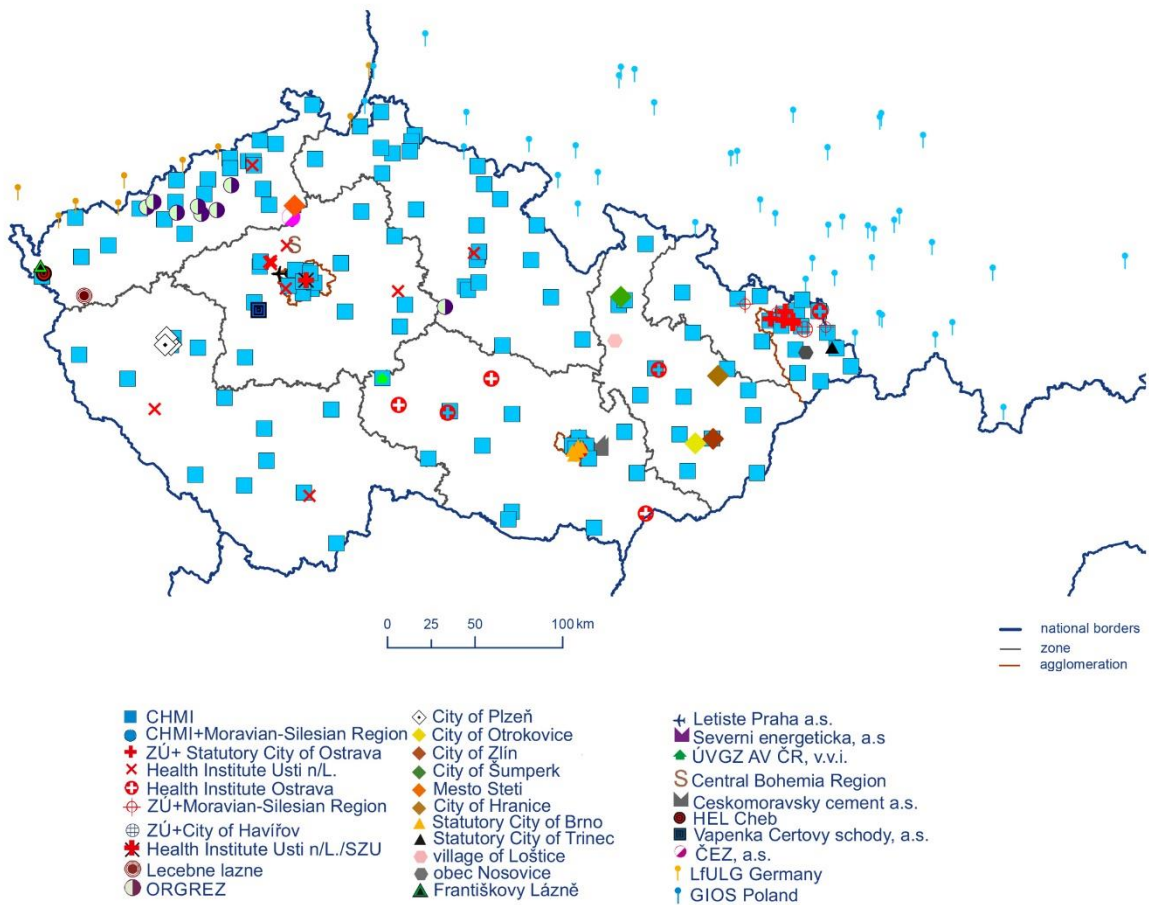 S
0 25 50 100 km
national borders
zone
agglomeration
CHMI
CHMI+Moravian-Silesian Region
ZÚ+ Statutory City of Ostrava
Health Institute Usti n/L.
Health Institute Ostrava
ZÚ+Moravian-Silesian Region
ZÚ+City of Havířov
Health Institute Usti n/L./SZU
Lecebne lazne
ORGREZ
City of Plzeň
City of Otrokovice
City of Zlín
City of Šumperk
Mesto Steti
City of Hranice
Statutory City of Brno
Statutory City of Trinec
village of Loštice
obec Nosovice
Františkovy Lázně
Letiste Praha a.s.
Severni energeticka, a.s
ÚVGZ AV ČR, v.v.i.
S Central Bohemia Region
Ceskomoravsky cement a.s.
HEL Cheb
Vapenka Certovy schody, a.s.
ČEZ, a.s.
LfULG Germany
GIOS Poland